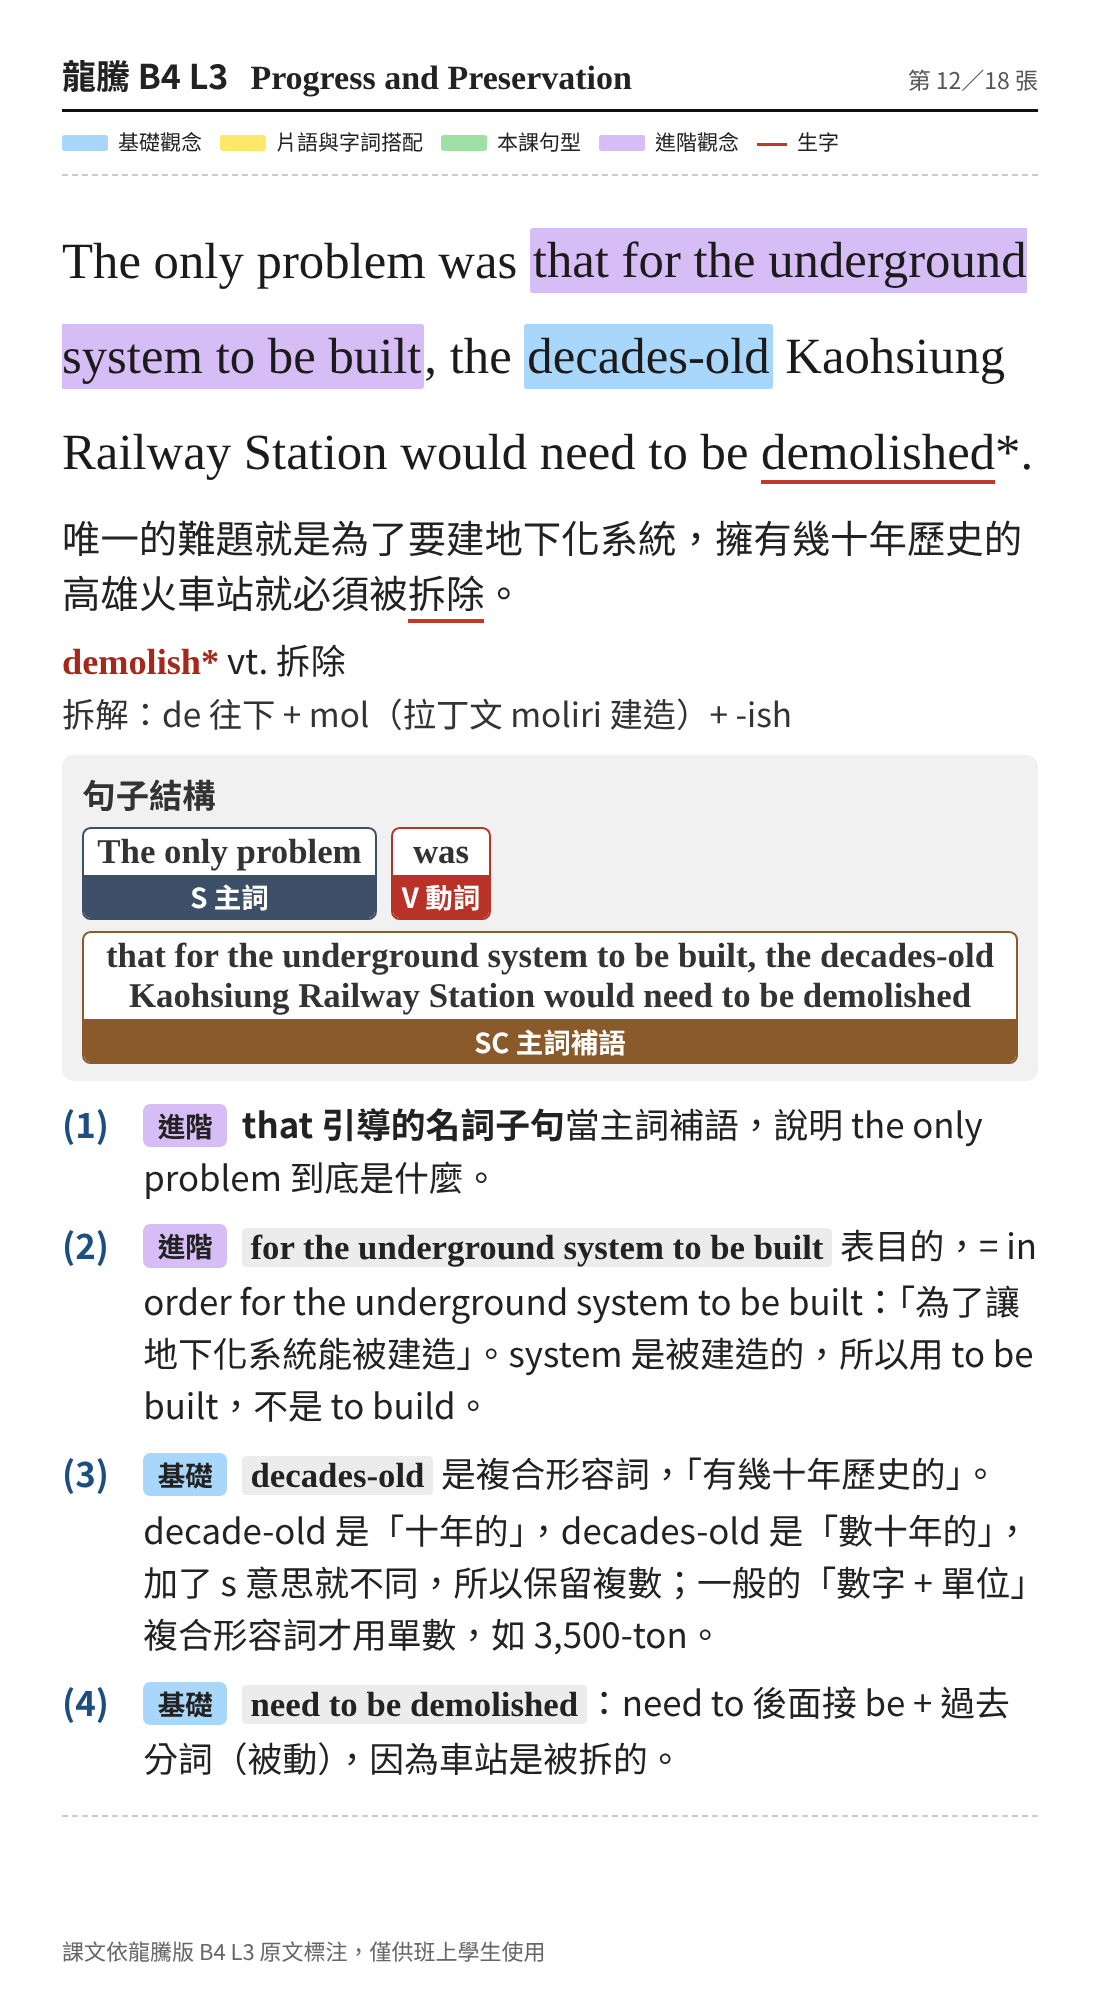 龍騰 B4 L3 Progress and Preservation 第 12／18 張
基礎觀念 片語與字詞搭配 本課句型 進階觀念 生字
The only problem was that for the underground
system to be built, the decades-old Kaohsiung
Railway Station would need to be demolished*.
唯一的難題就是為了要建地下化系統，擁有幾十年歷史的
高雄火車站就必須被拆除。
demolish* vt. 拆除
拆解：de 往下 + mol（拉丁文 moliri 建造）+ -ish
句子結構
The only problem was
S 主詞 V 動詞
that for the underground system to be built, the decades-old
Kaohsiung Railway Station would need to be demolished
SC 主詞補語
(1) 進階 that 引導的名詞子句當主詞補語，說明 the only
problem 到底是什麼。
(2) 進階 for the underground system to be built 表目的，= in
order for the underground system to be built：「為了讓
地下化系統能被建造」。system 是被建造的，所以用 to be
built，不是 to build。
(3) 基礎 decades-old 是複合形容詞，「有幾十年歷史的」。
decade-old 是「十年的」，decades-old 是「數十年的」，
加了 s 意思就不同，所以保留複數；一般的「數字 + 單位」
複合形容詞才用單數，如 3,500-ton。
(4) 基礎 need to be demolished：need to 後面接 be + 過去
分詞（被動），因為車站是被拆的。
課文依龍騰版 B4 L3 原文標注，僅供班上學生使用